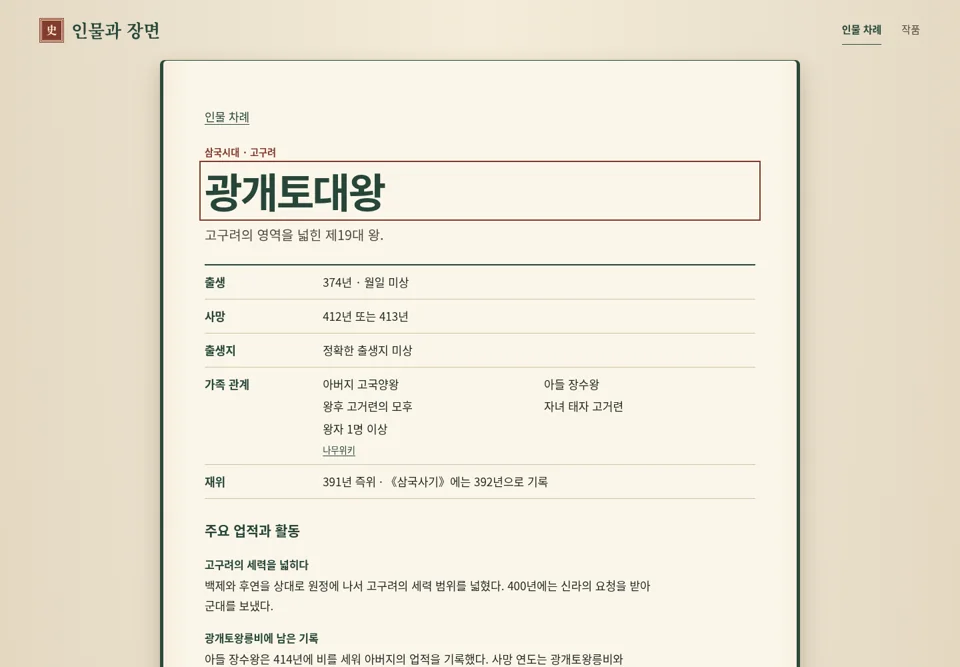 史 인물과 장면
인물 차례 작품
인물 차례
삼국시대 · 고구려
광개토대왕
고구려의 영역을 넓힌 제19대 왕.
출생 374년 · 월일 미상
사망 412년 또는 413년
출생지 정확한 출생지 미상
가족 관계 아버지 고국양왕 아들 장수왕
왕후 고거련의 모후 자녀 태자 고거련
왕자 1명 이상
나무위키
재위 391년 즉위 · 《삼국사기》에는 392년으로 기록
주요 업적과 활동
고구려의 세력을 넓히다
백제와 후연을 상대로 원정에 나서 고구려의 세력 범위를 넓혔다. 400년에는 신라의 요청을 받아
군대를 보냈다.
광개토왕릉비에 남은 기록
아들 장수왕은 414년에 비를 세워 아버지의 업적을 기록했다. 사망 연도는 광개토왕릉비와